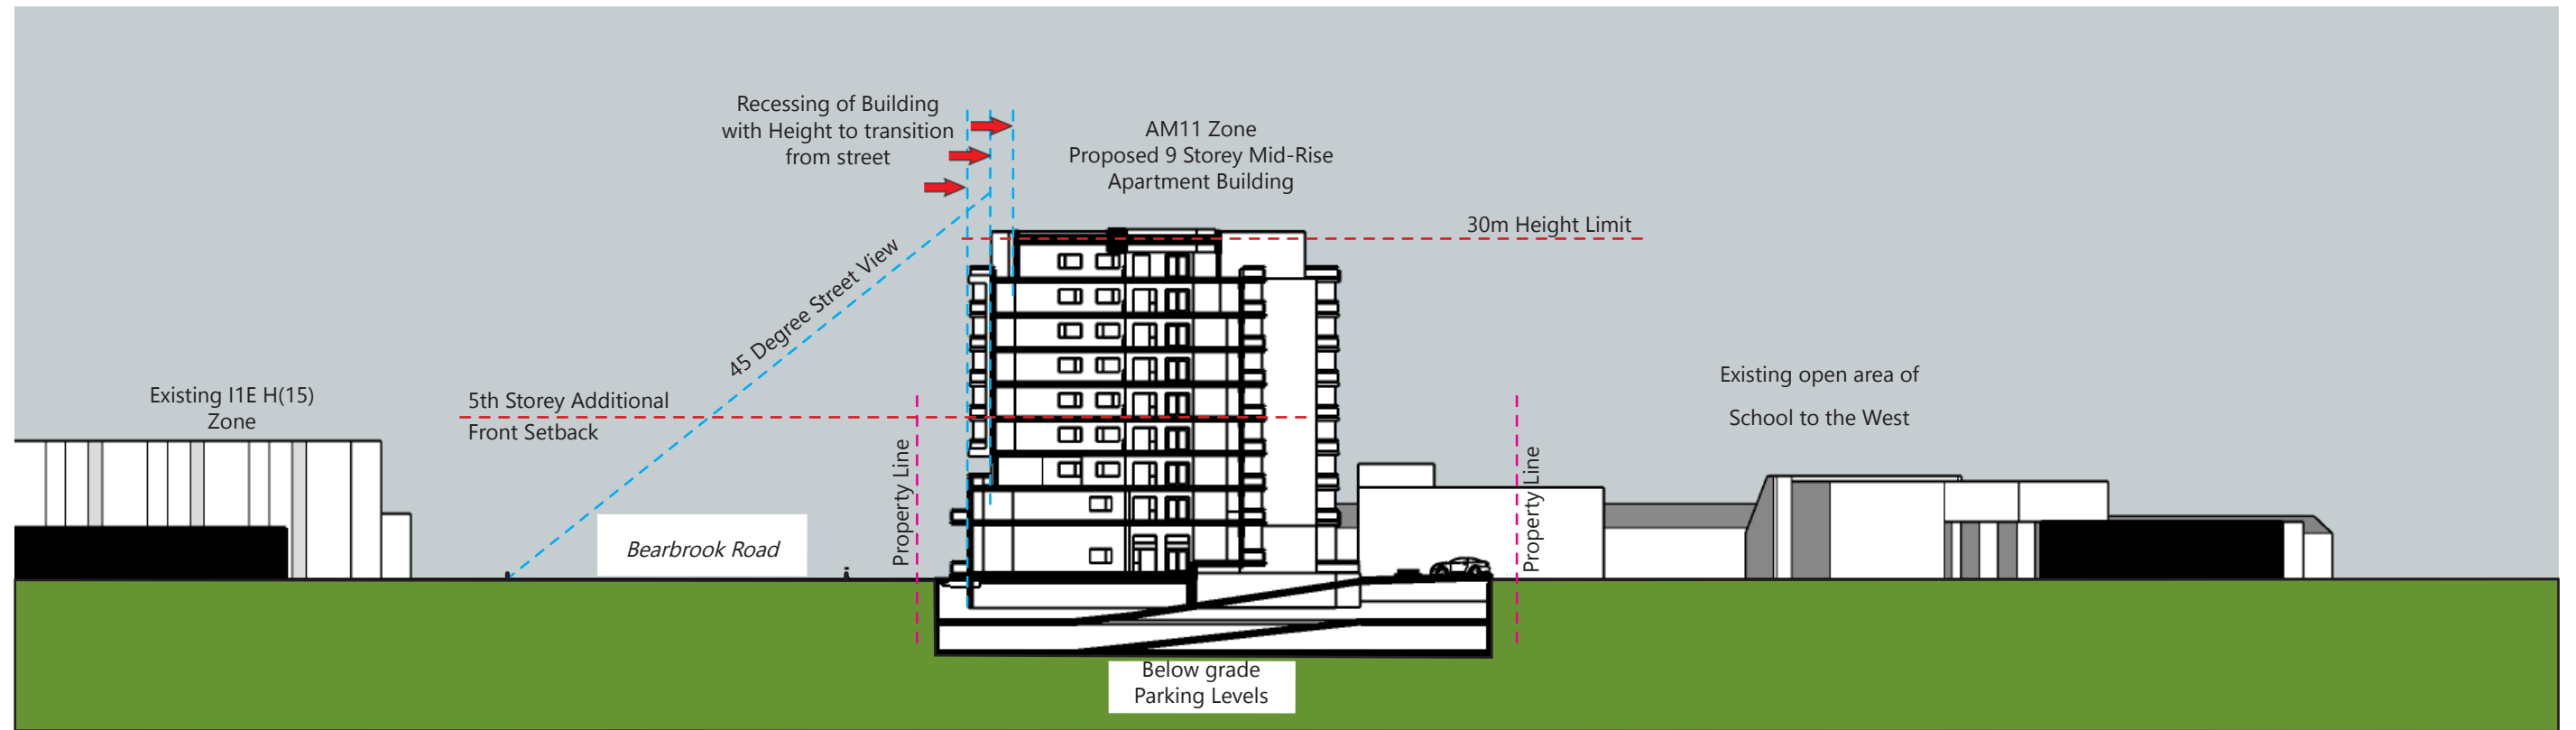 Recessing of Building
with Height to transition
from street
AM11 Zone
Proposed 9 Storey Mid-Rise
Apartment Building
30m Height Limit
45 Degree Street View
Existing I1E H(15)
Zone
5th Storey Additional
Front Setback
Existing open area of
School to the West
Property Line
Property Line
Bearbrook Road
Below grade
Parking Levels